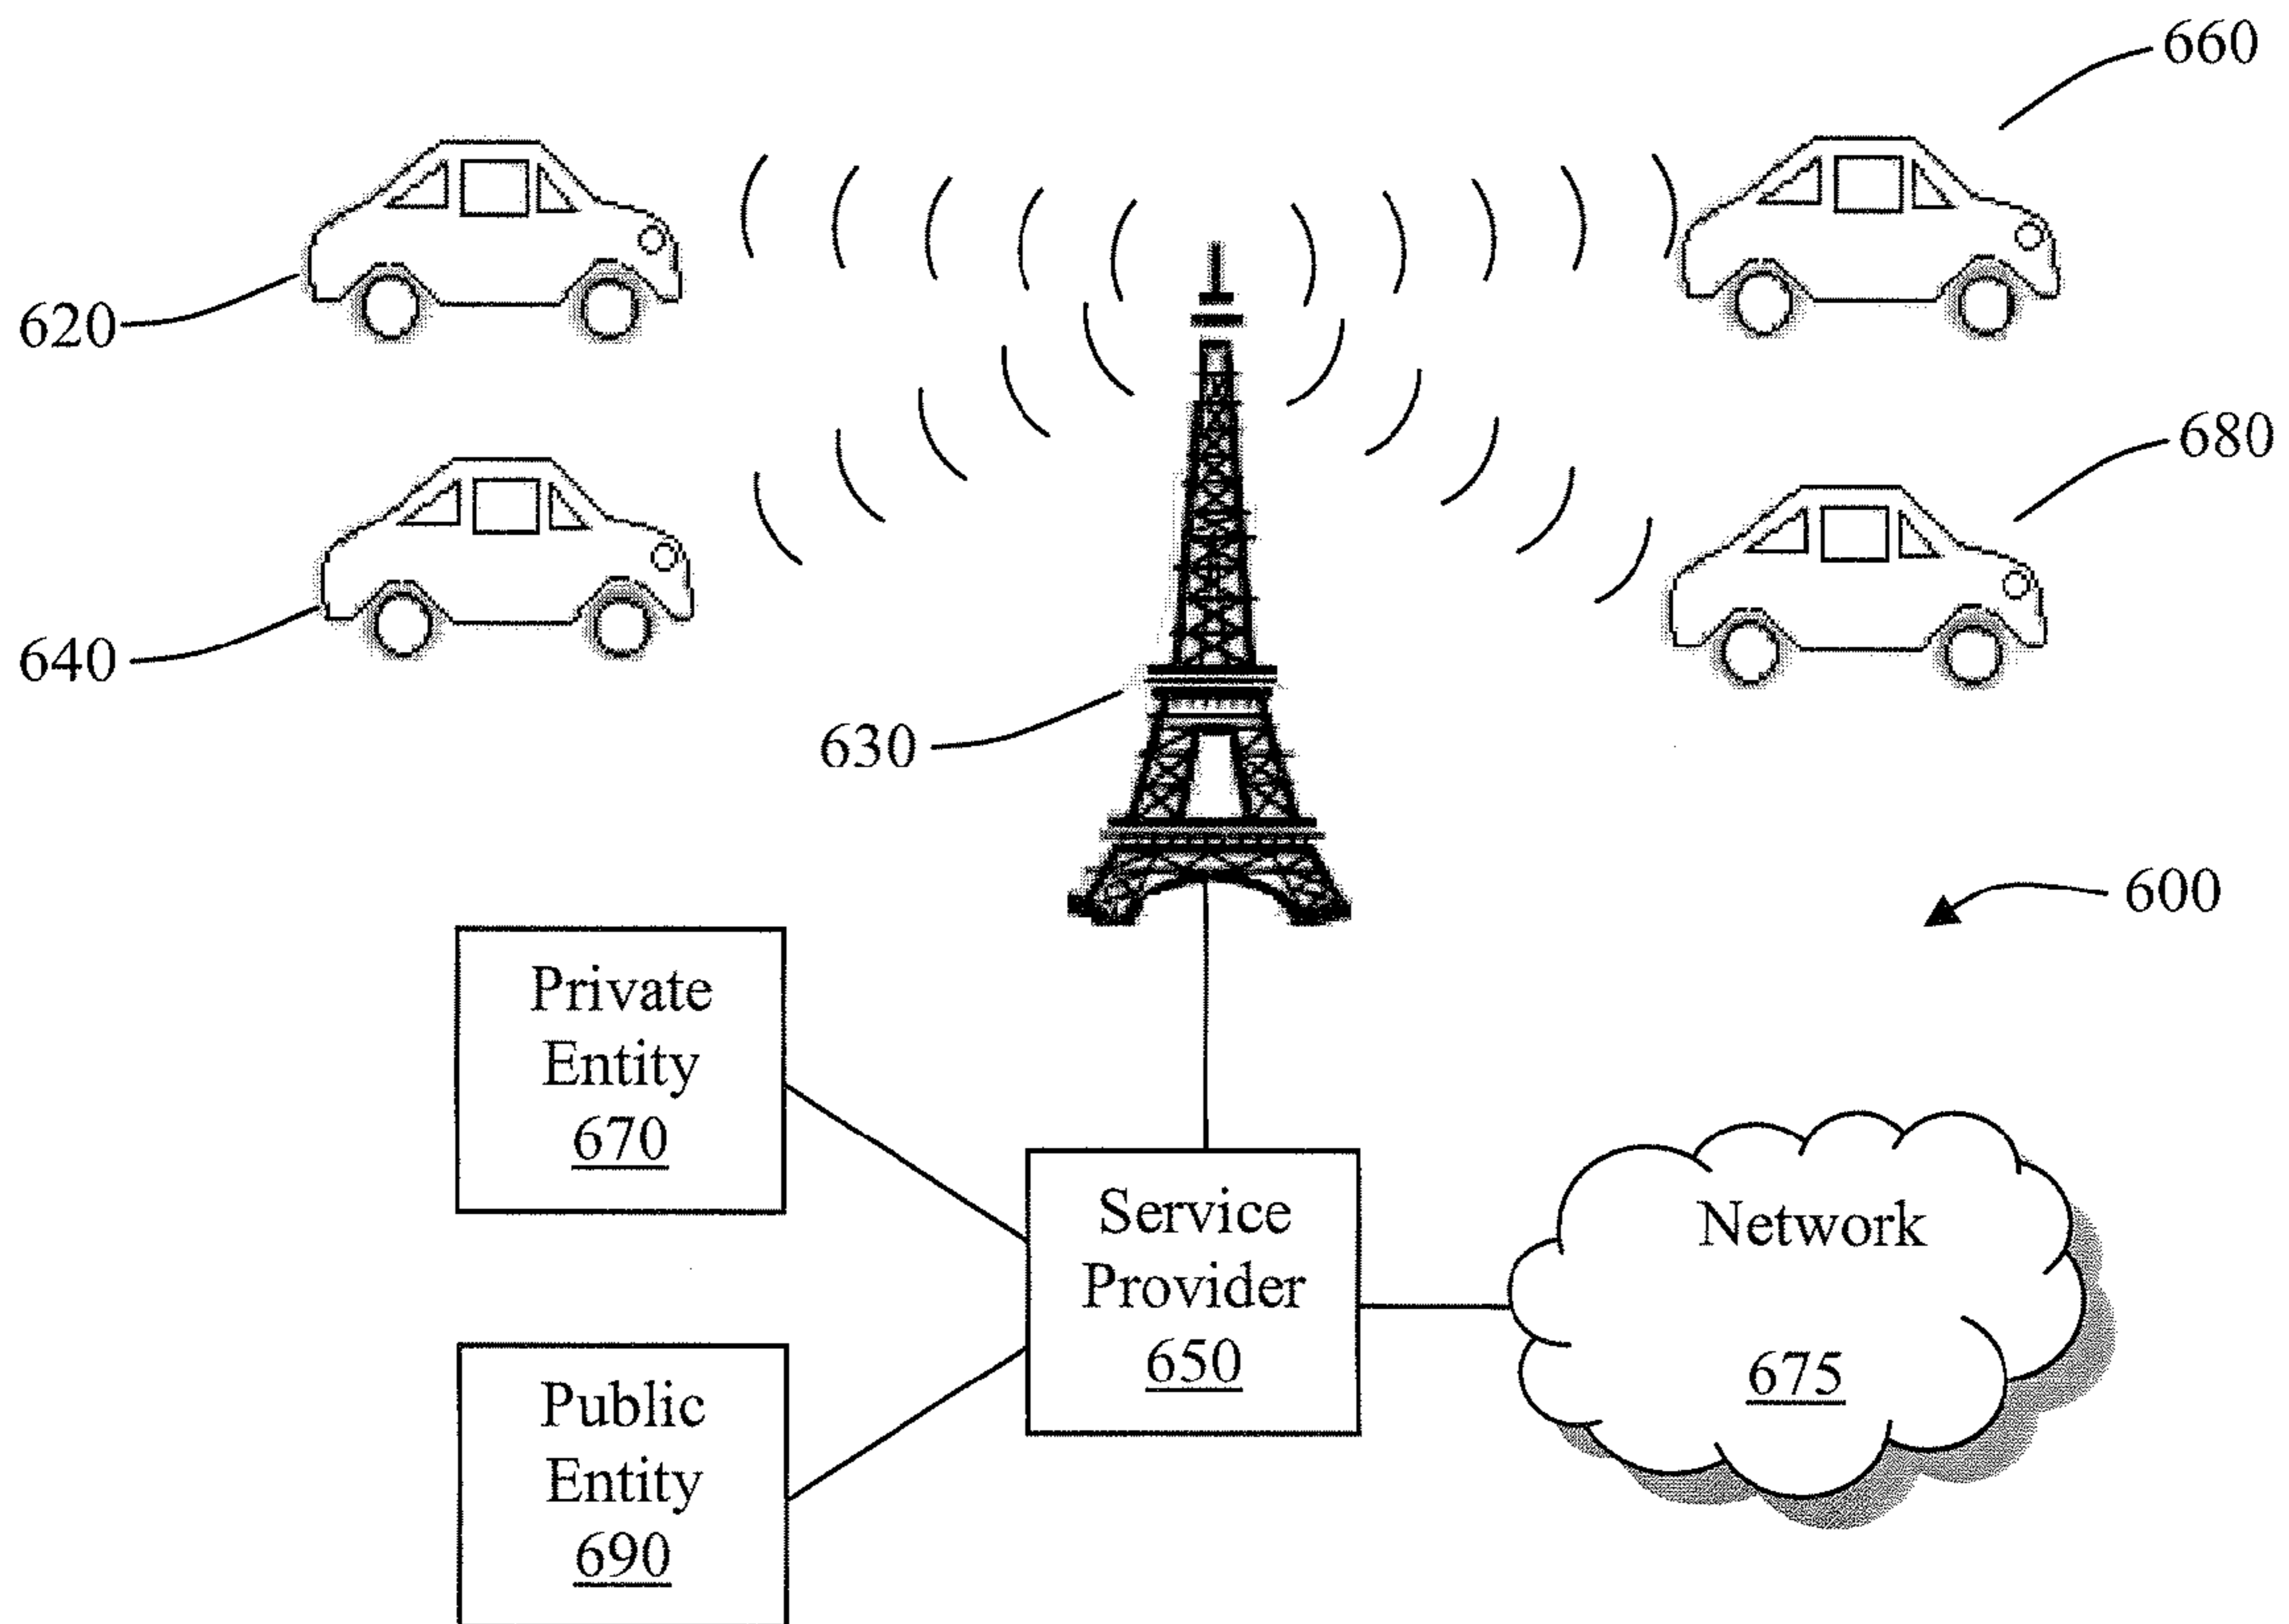 660
620
680
640
630
600
Private
Entity
670
Service
Provider
650
Network
675
Public
Entity
690